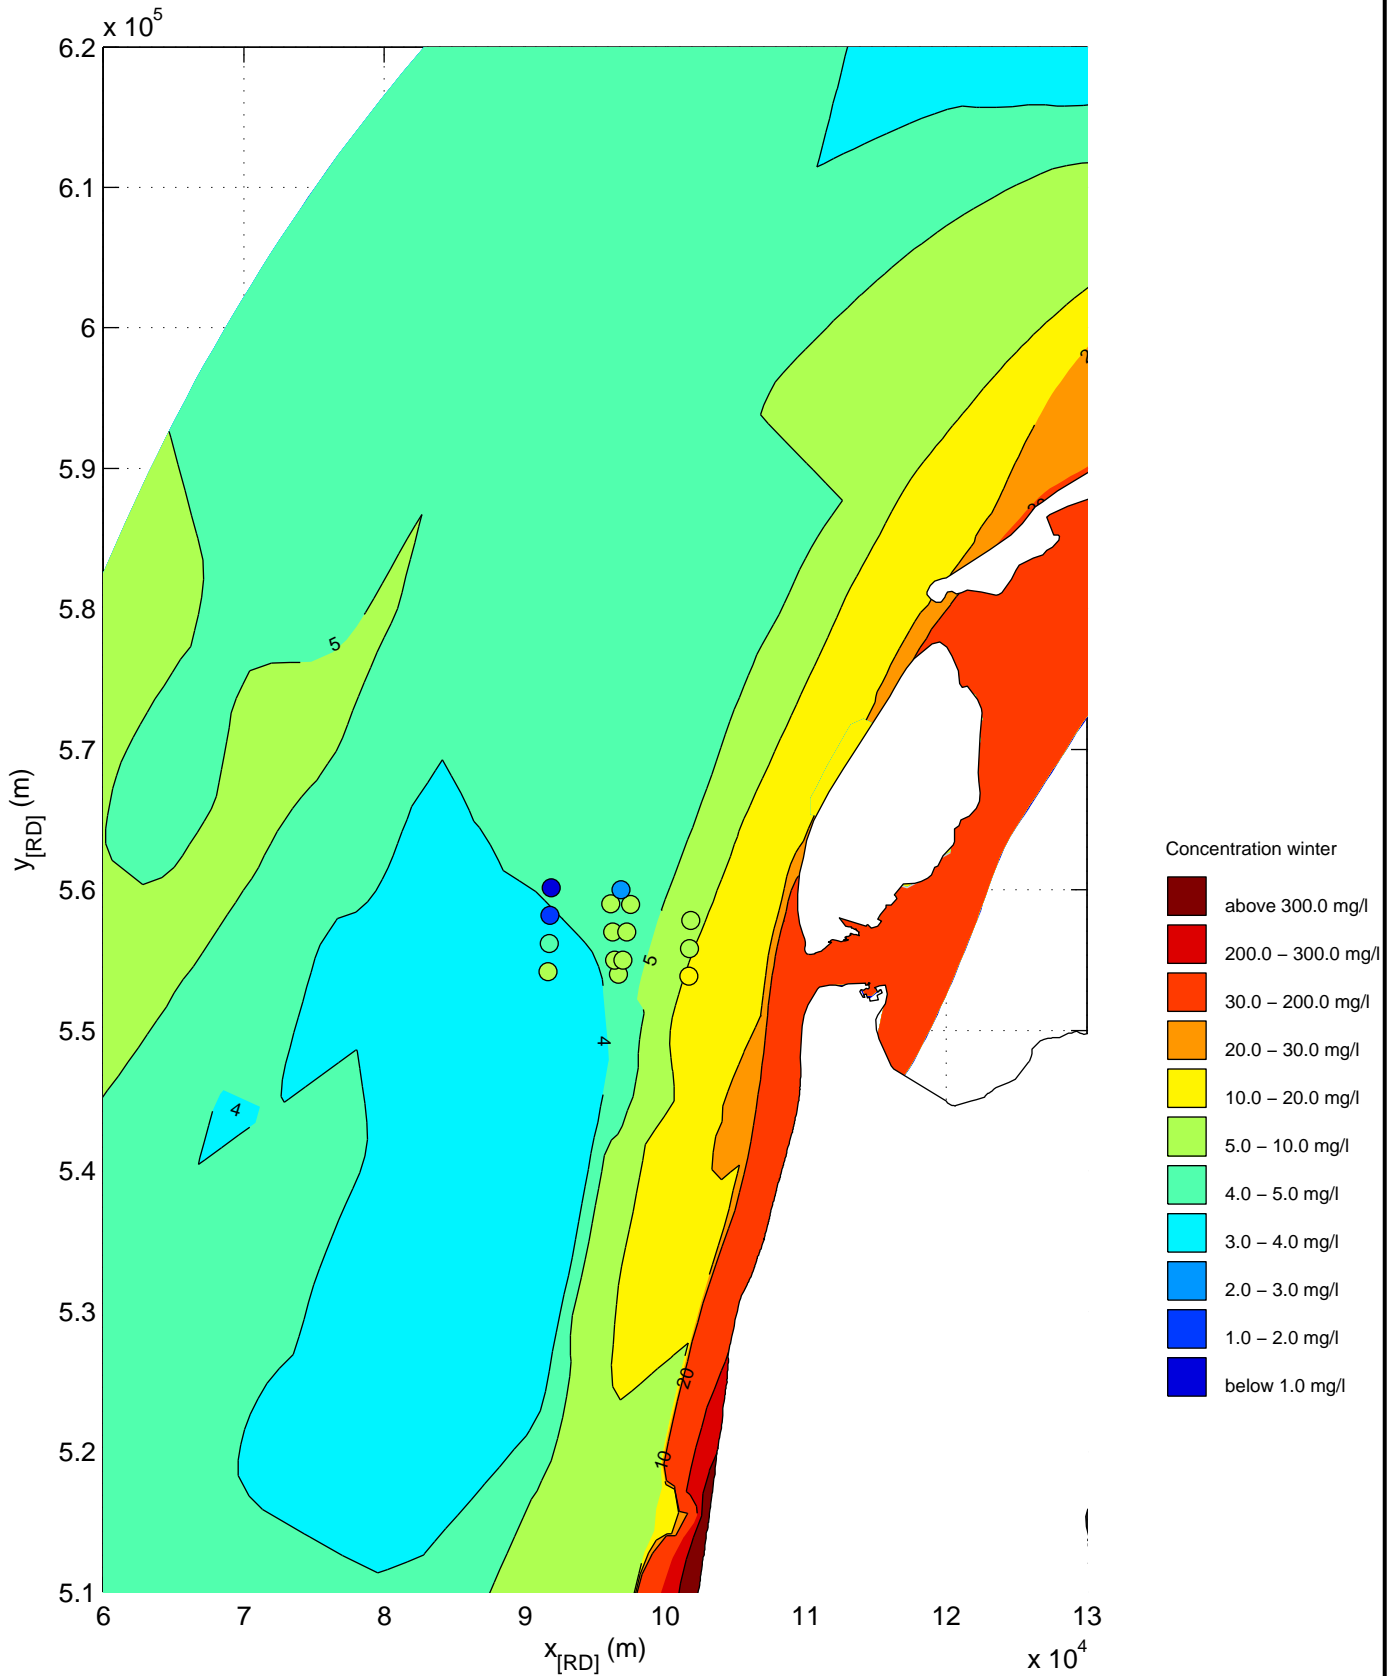 x 10^5
6.2
6.1
6
5.9
5.8
5.7
5.6
5.5
5.4
5.3
5.2
5.1
y[RD] (m)
6 7 8 9 10 11 12 13
x[RD] (m)
x 10^4
5
5
4
4
20
10
Concentration winter
above 300.0 mg/l
200.0 – 300.0 mg/l
30.0 – 200.0 mg/l
20.0 – 30.0 mg/l
10.0 – 20.0 mg/l
5.0 – 10.0 mg/l
4.0 – 5.0 mg/l
3.0 – 4.0 mg/l
2.0 – 3.0 mg/l
1.0 – 2.0 mg/l
below 1.0 mg/l